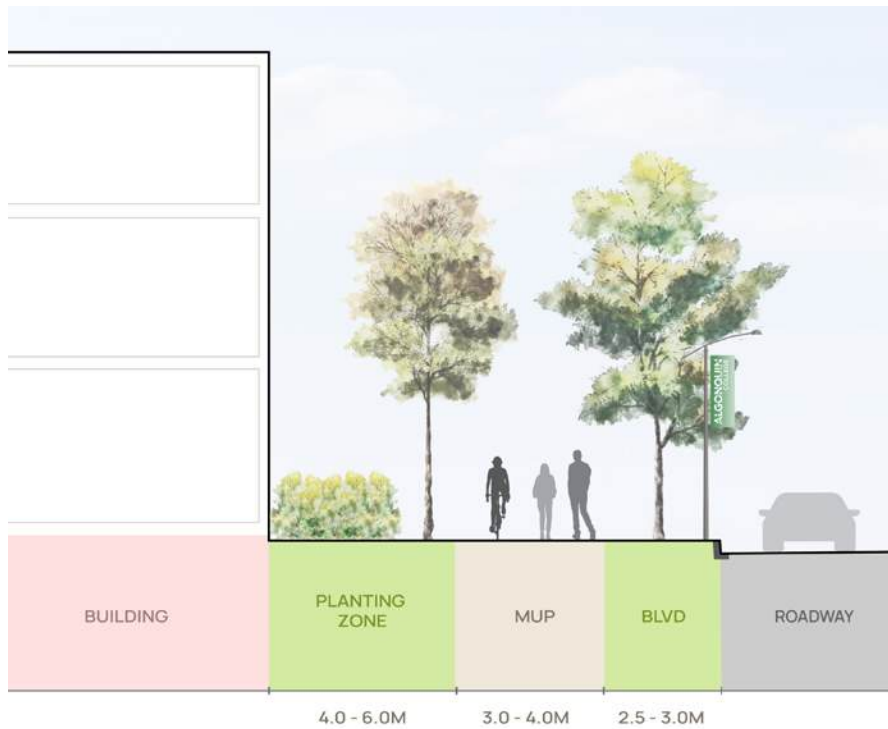 ALGONQUIN
COLLEGE
BUILDING
PLANTING
ZONE
MUP
BLVD
ROADWAY
4.0 - 6.0M
3.0 - 4.0M
2.5 - 3.0M